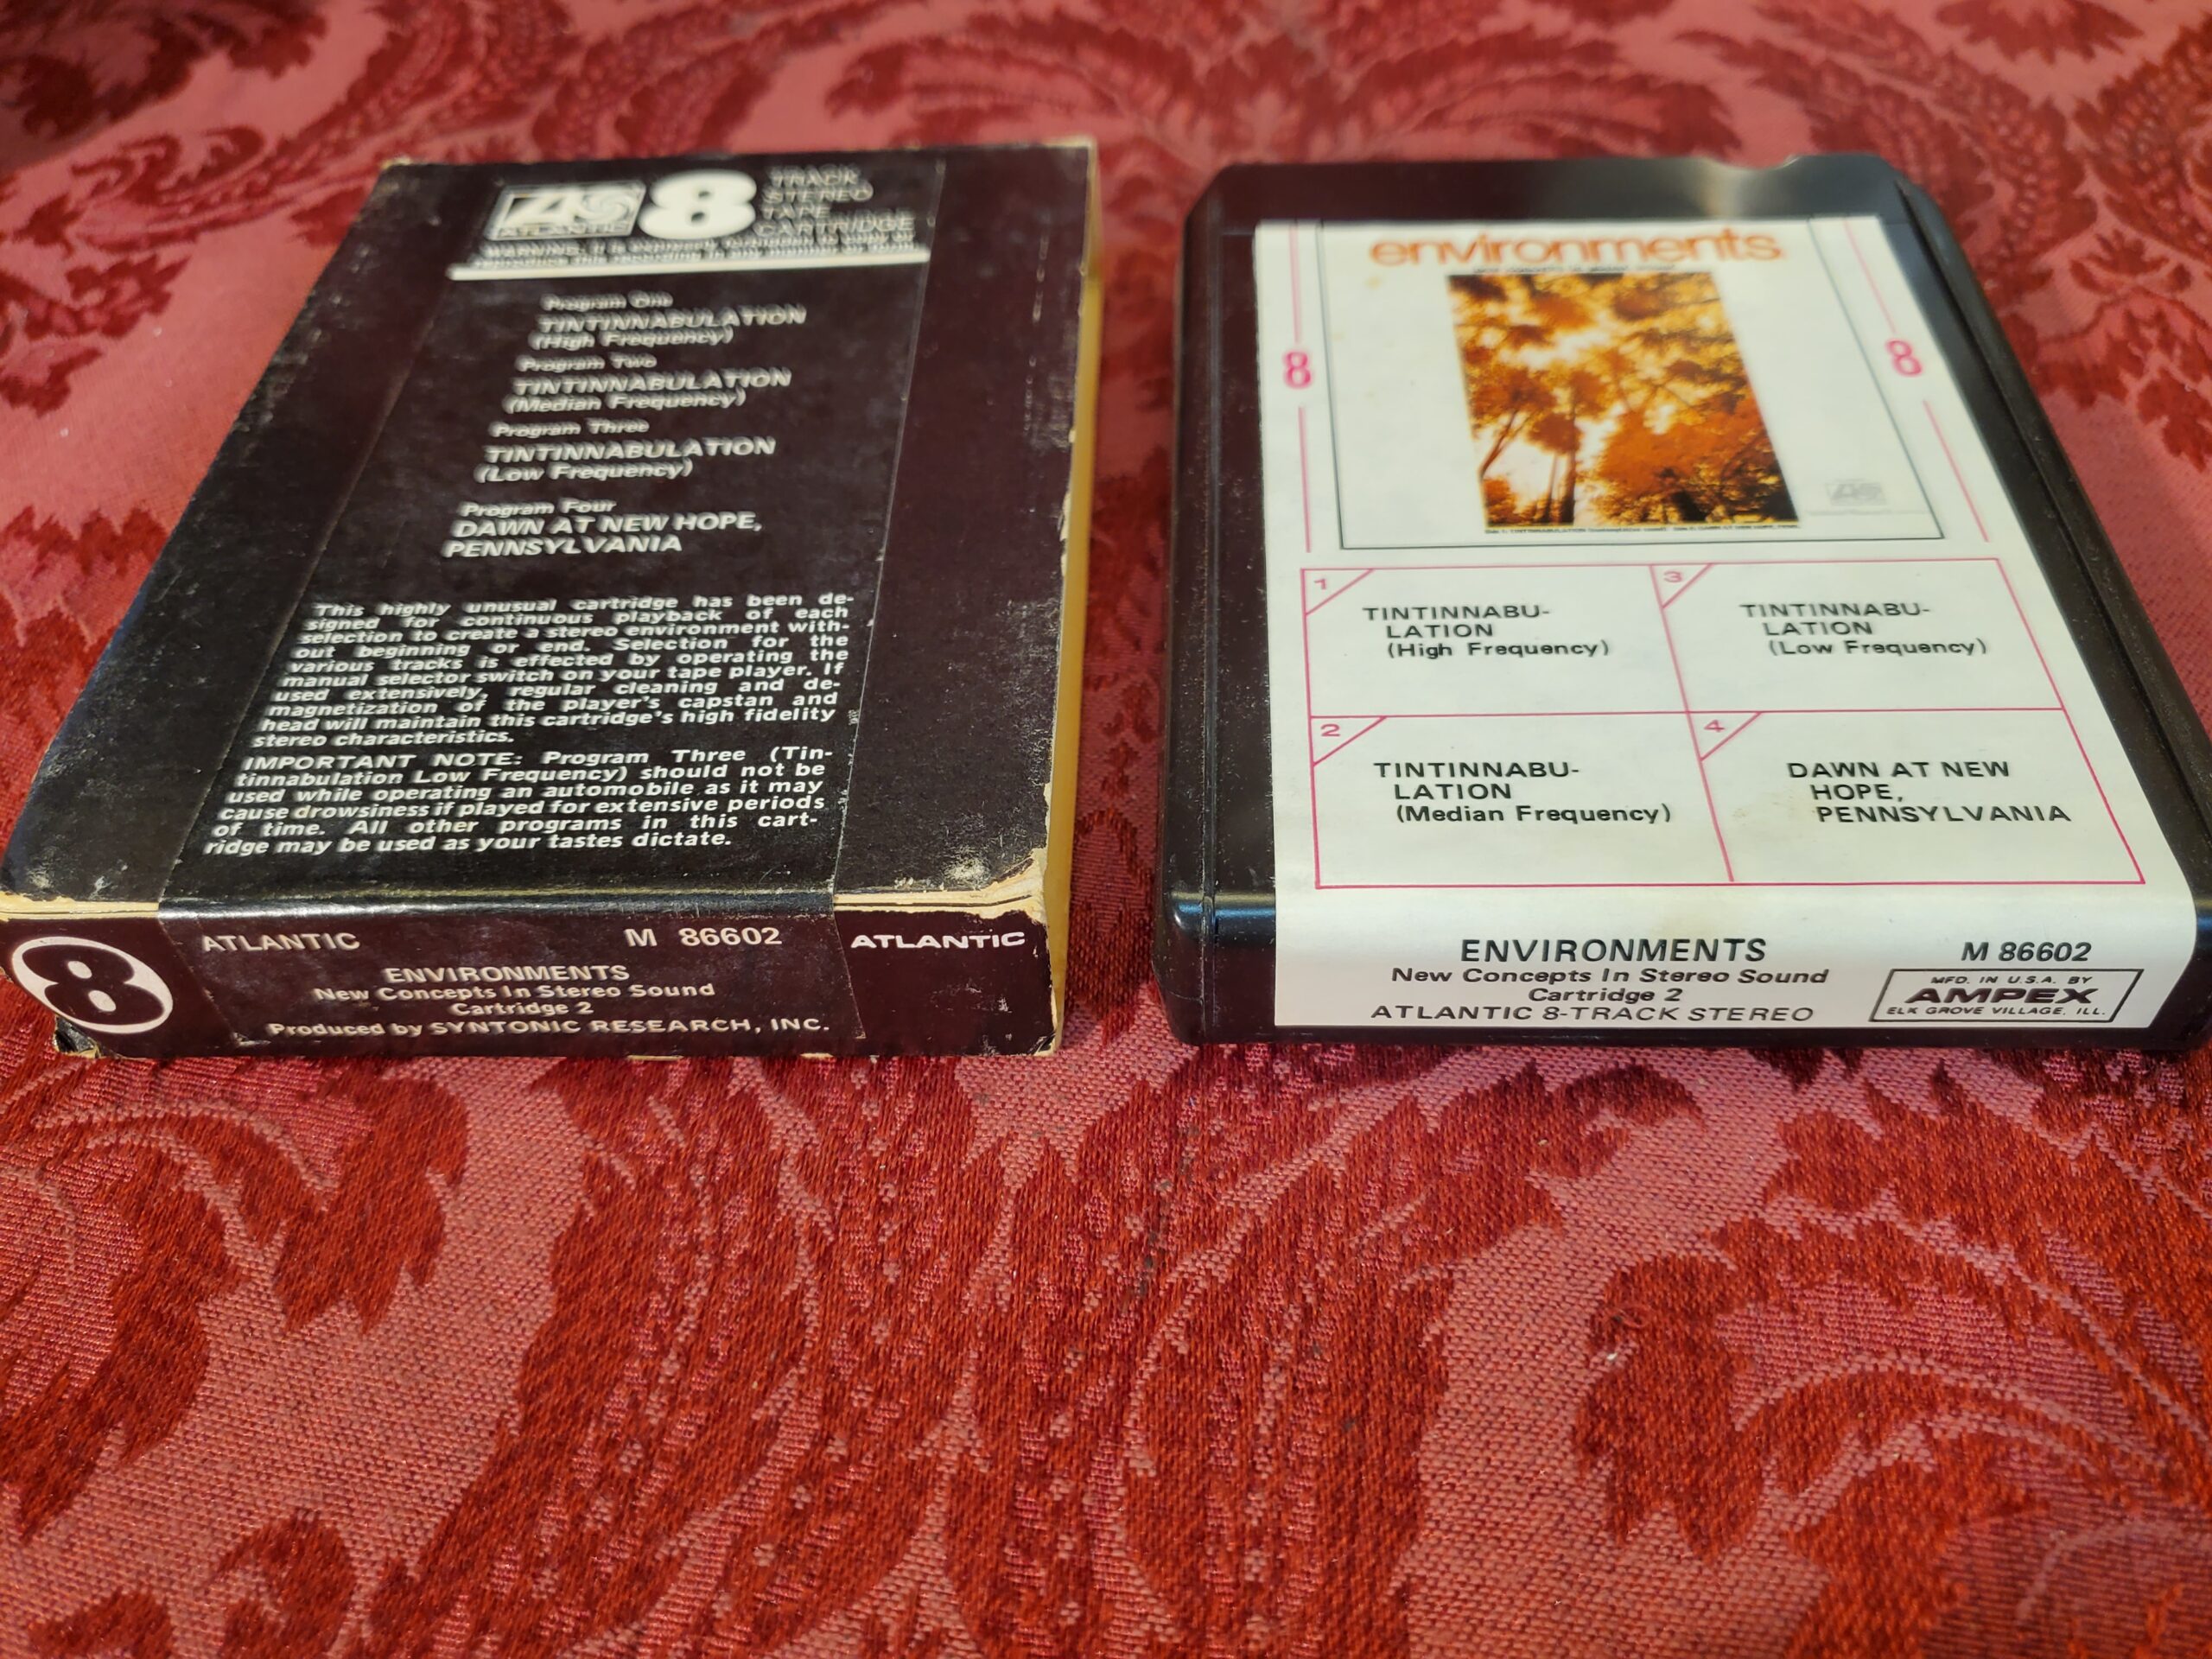 ATLANTIC
8
TRACK
STEREO
TAPE
CARTRIDGE
Program One
TINTINNABULATION
(High Frequency)
Program Two
TINTINNABULATION
(Median Frequency)
Program Three
TINTINNABULATION
(Low Frequency)
Program Four
DAWN AT NEW HOPE,
PENNSYLVANIA
This highly unusual cartridge has been de-
signed for continuous playback of each
selection to create a stereo environment with-
out beginning or end. Selection for the
various tracks is effected by operating the
manual selector switch on your tape player. If
used extensively, regular cleaning and de-
magnetization of the player's capstan and
head will maintain this cartridge's high fidelity
stereo characteristics.
IMPORTANT NOTE: Program Three (Tin-
tinnabulation Low Frequency) should not be
used while operating an automobile as it may
cause drowsiness if played for extensive periods
of time. All other programs in this cart-
ridge may be used as your tastes dictate.
8
ATLANTIC M 86602
ENVIRONMENTS
New Concepts In Stereo Sound
Cartridge 2
Produced by SYNTONIC RESEARCH, INC.
ATLANTIC
environments
8 8
1
TINTINNABU-
LATION
(High Frequency)
2
TINTINNABU-
LATION
(Median Frequency)
3
TINTINNABU-
LATION
(Low Frequency)
4
DAWN AT NEW
HOPE,
PENNSYLVANIA
ENVIRONMENTS
New Concepts In Stereo Sound
Cartridge 2
ATLANTIC 8-TRACK STEREO
M 86602
MFD. IN U.S.A. BY
AMPEX
ELK GROVE VILLAGE, ILL.